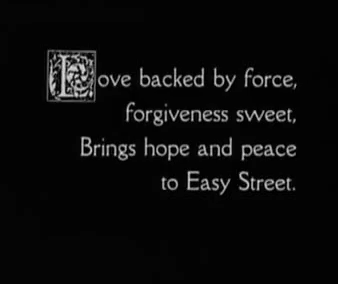 Love backed by force,
forgiveness sweet,
Brings hope and peace
to Easy Street.